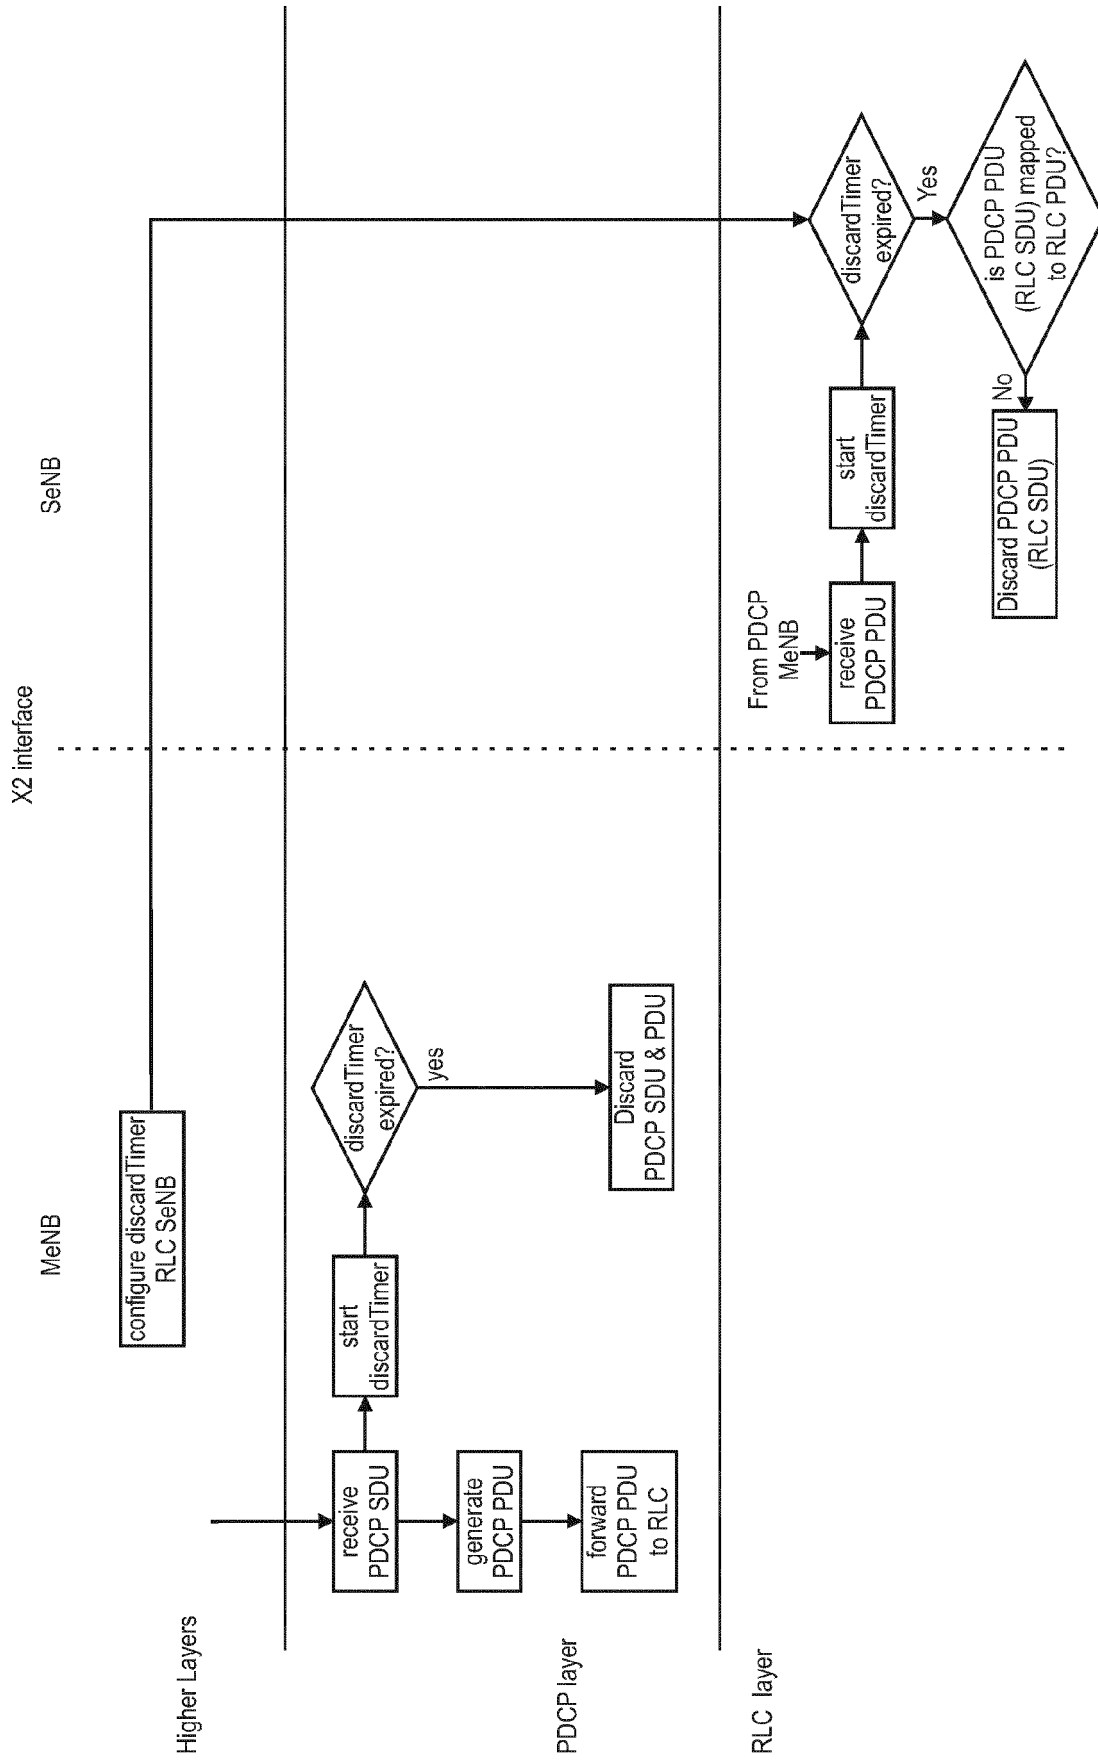 X2 interface
MeNB
SeNB
Higher Layers
configure discardTimer
RLC SeNB
PDCP layer
receive
PDCP SDU
start
discardTimer
discardTimer
expired?
yes
generate
PDCP PDU
forward
PDCP PDU
to RLC
Discard
PDCP SDU & PDU
RLC layer
From PDCP
MeNB
receive
PDCP PDU
start
discardTimer
discardTimer
expired?
Yes
is PDCP PDU
(RLC SDU) mapped
to RLC PDU?
No
Discard PDCP PDU
(RLC SDU)